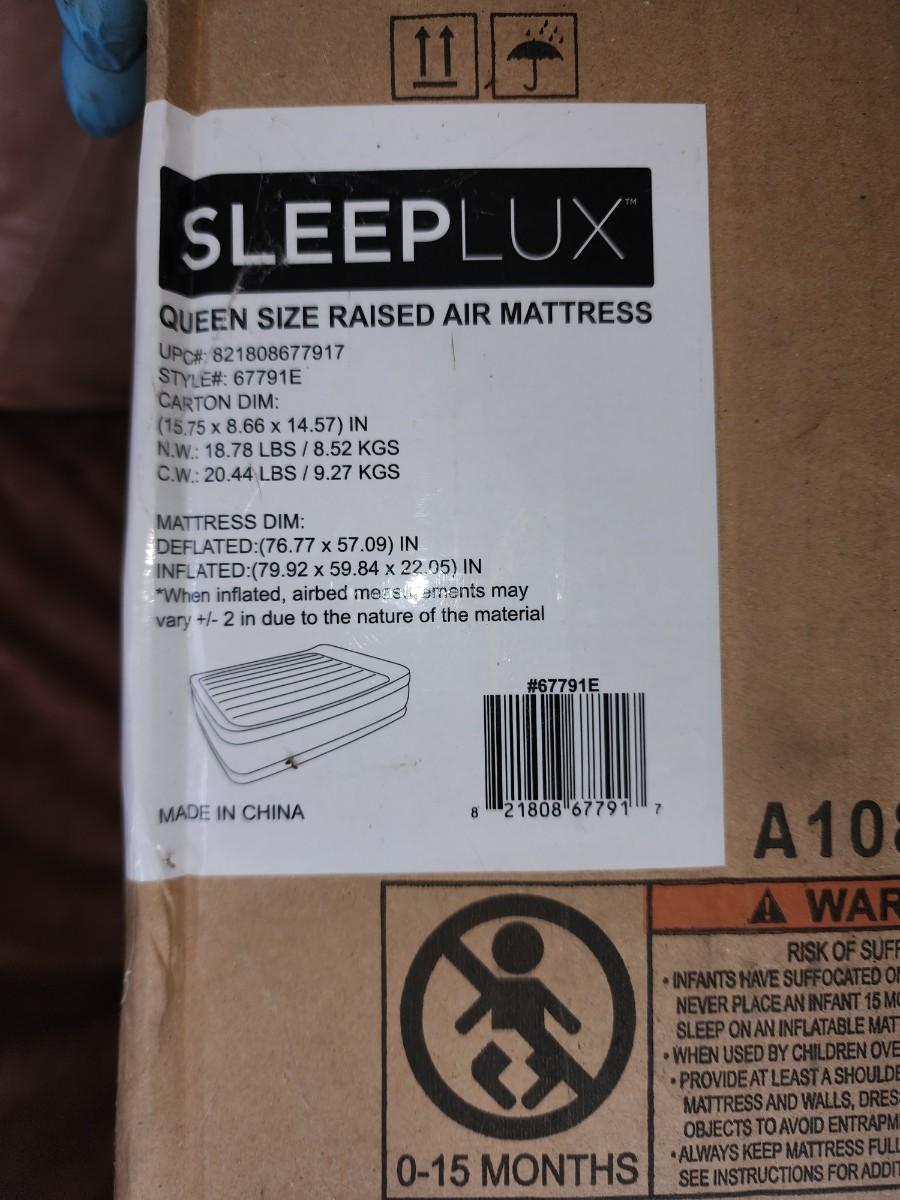 SLEEPLUX™
QUEEN SIZE RAISED AIR MATTRESS
UPC#: 821808677917
STYLE#: 67791E
CARTON DIM:
(15.75 x 8.66 x 14.57) IN
N.W.: 18.78 LBS / 8.52 KGS
C.W.: 20.44 LBS / 9.27 KGS
MATTRESS DIM:
DEFLATED:(76.77 x 57.09) IN
INFLATED:(79.92 x 59.84 x 22.05) IN
*When inflated, airbed measurements may
vary +/- 2 in due to the nature of the material
#67791E
8 21808 67791 7
MADE IN CHINA
A108
WAR
RISK OF SUFF
• INFANTS HAVE SUFFOCATED ON
NEVER PLACE AN INFANT 15 MO
SLEEP ON AN INFLATABLE MAT
• WHEN USED BY CHILDREN OVE
• PROVIDE AT LEAST A SHOULDE
MATTRESS AND WALLS, DRES
OBJECTS TO AVOID ENTRAPM
• ALWAYS KEEP MATTRESS FULL
SEE INSTRUCTIONS FOR ADDIT
0-15 MONTHS